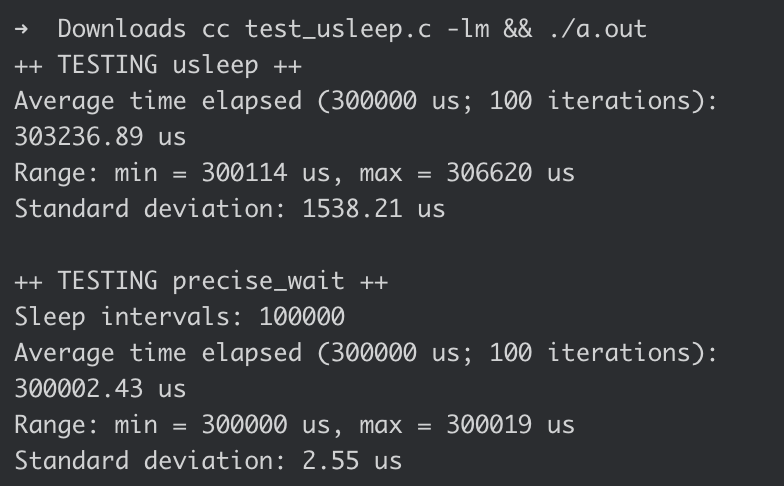 →  Downloads cc test_usleep.c -lm && ./a.out
++ TESTING usleep ++
Average time elapsed (300000 us; 100 iterations):
303236.89 us
Range: min = 300114 us, max = 306620 us
Standard deviation: 1538.21 us

++ TESTING precise_wait ++
Sleep intervals: 100000
Average time elapsed (300000 us; 100 iterations):
300002.43 us
Range: min = 300000 us, max = 300019 us
Standard deviation: 2.55 us